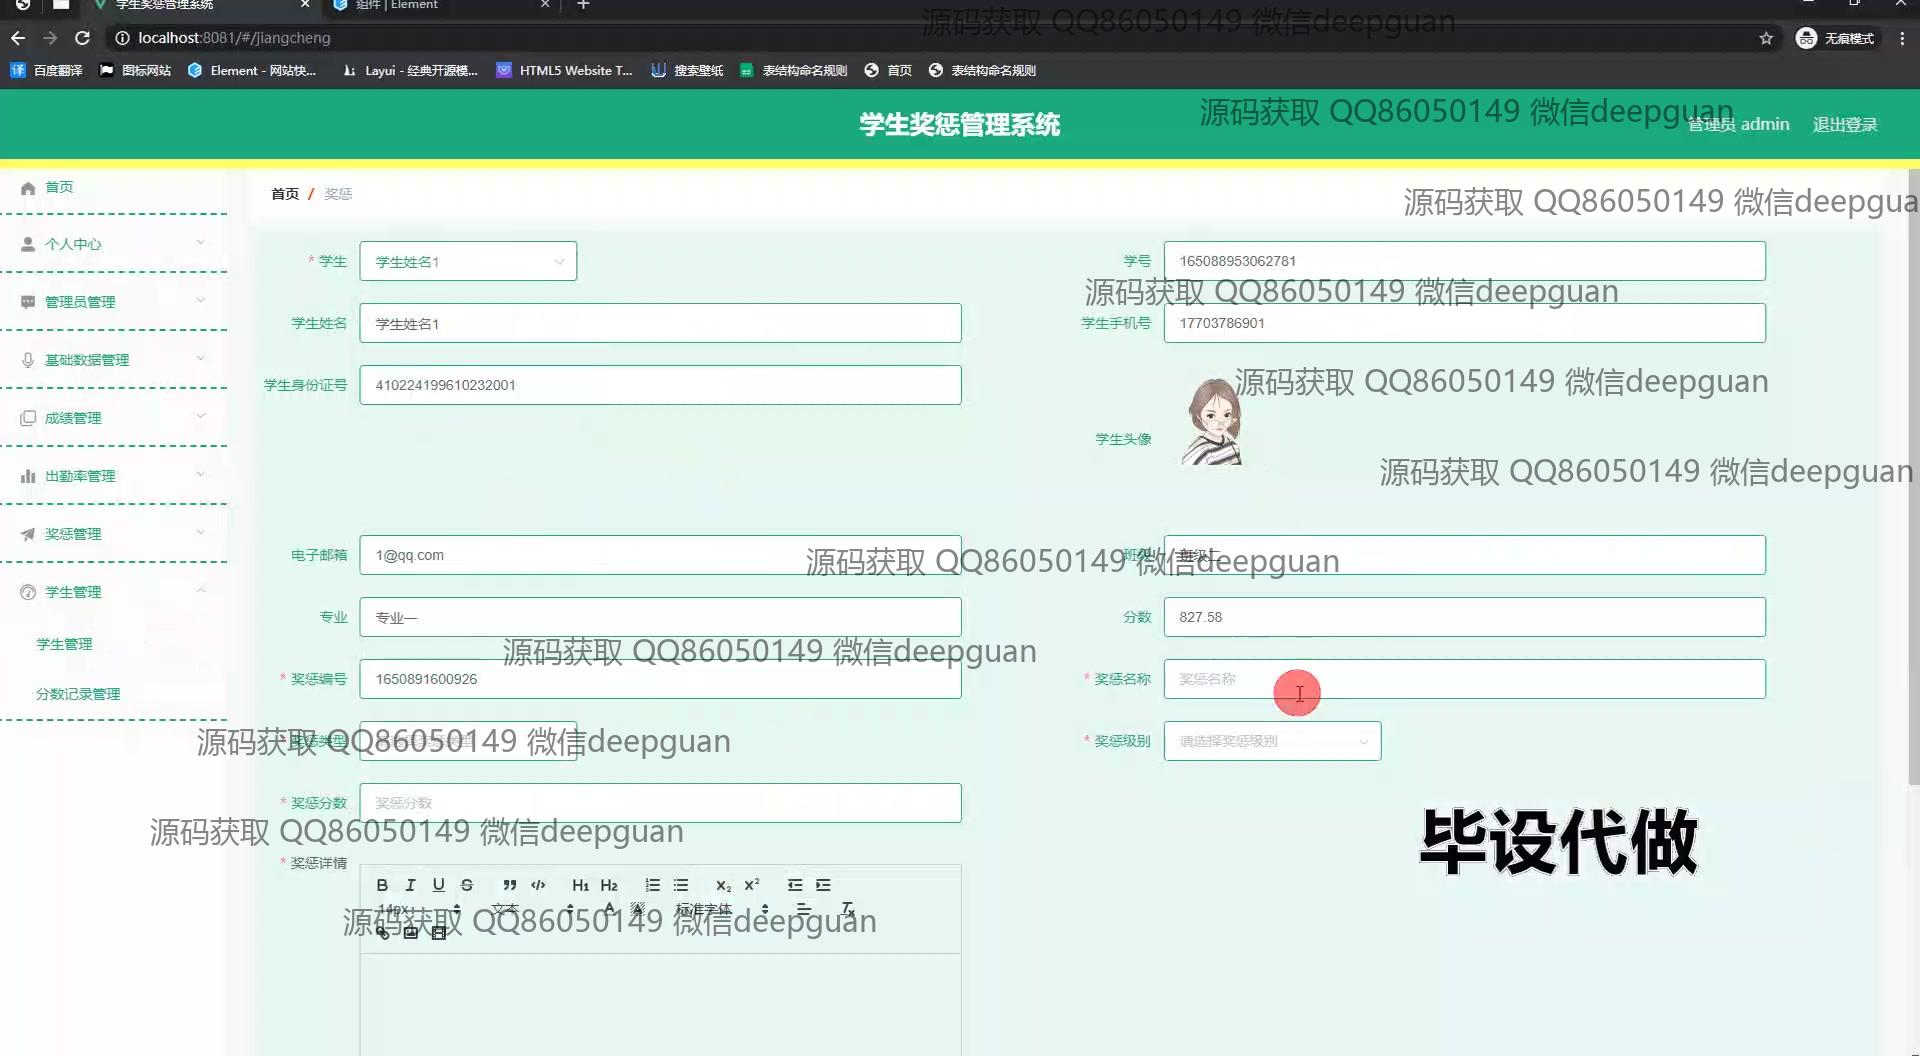 学生奖惩管理系统
组件 | Element
localhost:8081/#/jiangcheng
无痕模式
百度翻译
图标网站
Element - 网站快...
Layui - 经典开源模...
HTML5 Website T...
搜索壁纸
表结构命名规则
首页
表结构命名规则
源码获取 QQ86050149 微信deepguan
学生奖惩管理系统
源码获取 QQ86050149 微信deepguan
管理员 admin
退出登录
首页
首页 / 奖惩
源码获取 QQ86050149 微信deepgua
个人中心
* 学生
学生姓名1
学号
165088953062781
源码获取 QQ86050149 微信deepguan
管理员管理
学生姓名
学生姓名1
学生手机号
17703786901
基础数据管理
学生身份证号
410224199610232001
源码获取 QQ86050149 微信deepguan
成绩管理
学生头像
出勤率管理
源码获取 QQ86050149 微信deepguan
奖惩管理
电子邮箱
1@qq.com
源码获取 QQ86050149 微信deepguan
学生管理
专业
专业一
分数
827.58
学生管理
源码获取 QQ86050149 微信deepguan
* 奖惩编号
1650891600926
* 奖惩名称
奖惩名称
分数记录管理
源码获取 QQ86050149 微信deepguan
* 奖惩级别
请选择奖惩级别
* 奖惩分数
奖惩分数
源码获取 QQ86050149 微信deepguan
毕设代做
* 奖惩详情
B I U S H1 H2 X2 X2
14px
文本
标准字体
源码获取 QQ86050149 微信deepguan